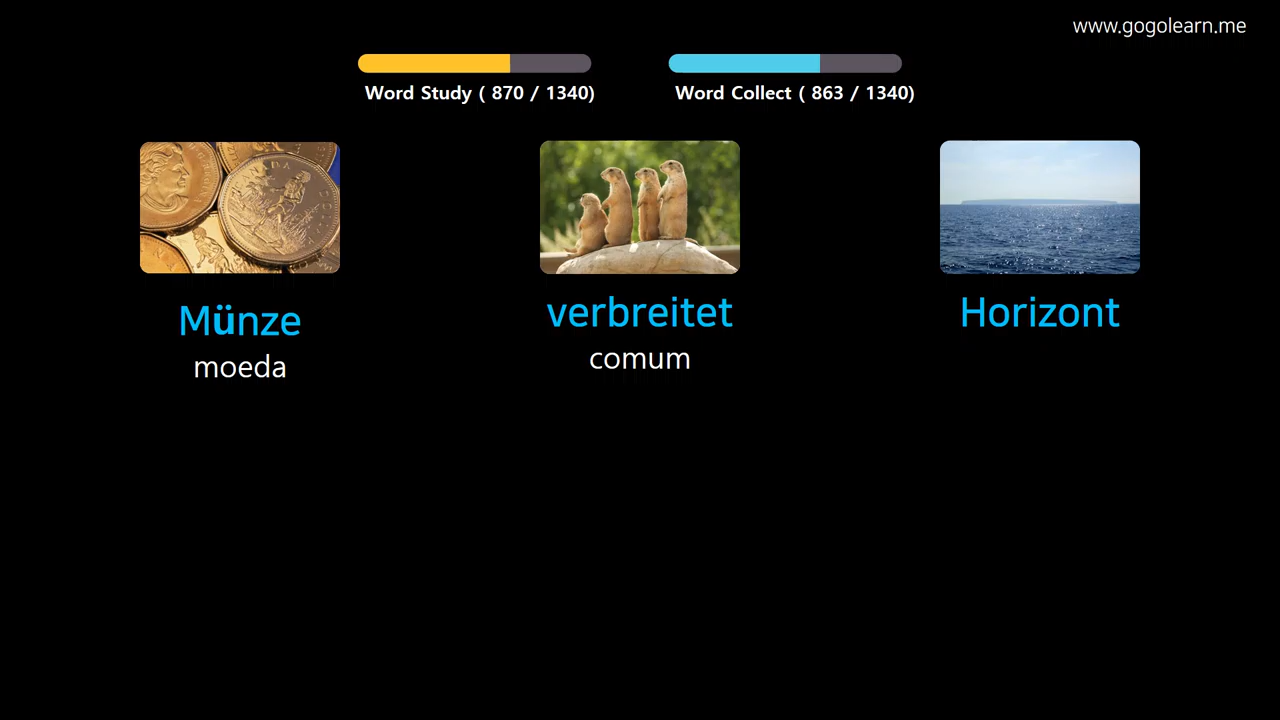 www.gogolearn.me
Word Study ( 870 / 1340)
Word Collect ( 863 / 1340)
Münze
moeda
verbreitet
comum
Horizont